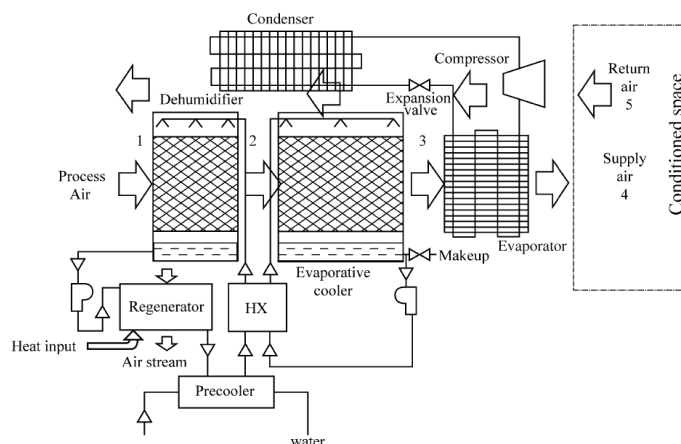 Condenser
Compressor
Return
air
5
Expansion
valve
Dehumidifier
1
2
3
Process
Air
Supply
air
4
Conditioned space
Evaporator
Evaporative
cooler
Makeup
Regenerator
HX
Heat input
Air stream
Precooler
water